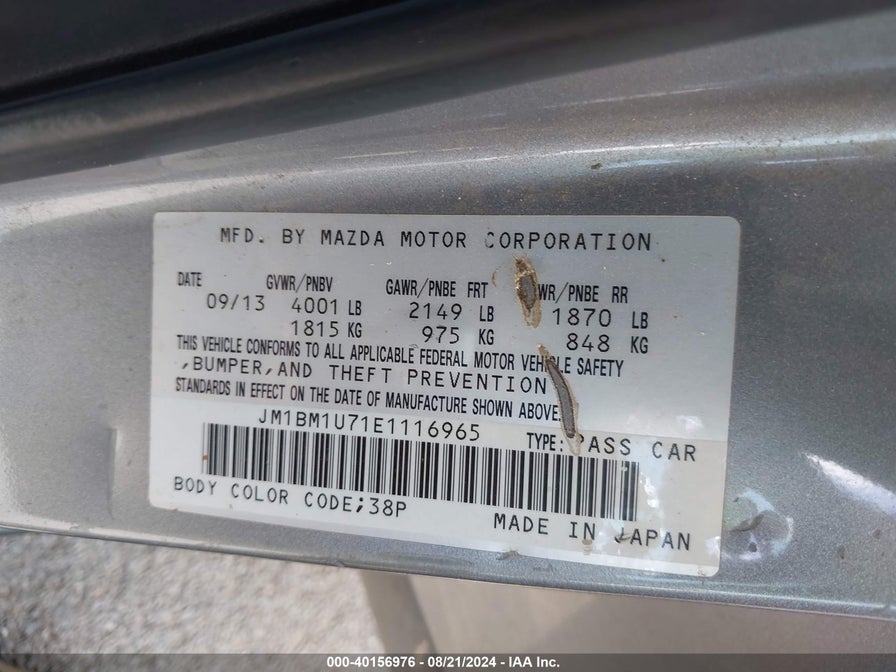 MFD. BY MAZDA MOTOR CORPORATION
DATE GVWR/PNBV GAWR/PNBE FRT WR/PNBE RR
09/13 4001 LB 2149 LB 1870 LB
1815 KG 975 KG 848 KG
THIS VEHICLE CONFORMS TO ALL APPLICABLE FEDERAL MOTOR VEHICLE SAFETY
,BUMPER,AND THEFT PREVENTION
STANDARDS IN EFFECT ON THE DATE OF MANUFACTURE SHOWN ABOVE.
JM1BM1U71E1116965 TYPE: PASS CAR
BODY COLOR CODE;38P
MADE IN JAPAN
000-40156976 - 08/21/2024 - IAA Inc.